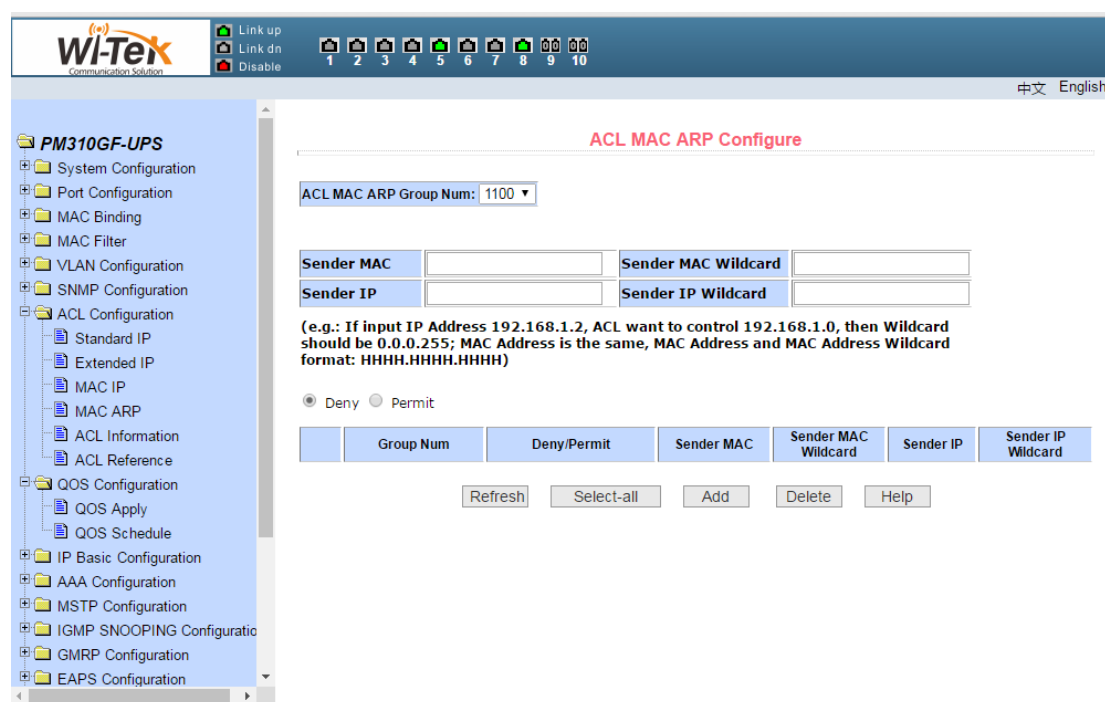 Wi-Tek
Communication Solution
Link up
Link dn
Disable
1 2 3 4 5 6 7 8 9 10
中文 English
PM310GF-UPS
System Configuration
Port Configuration
MAC Binding
MAC Filter
VLAN Configuration
SNMP Configuration
ACL Configuration
Standard IP
Extended IP
MAC IP
MAC ARP
ACL Information
ACL Reference
QOS Configuration
QOS Apply
QOS Schedule
IP Basic Configuration
AAA Configuration
MSTP Configuration
IGMP SNOOPING Configuratio
GMRP Configuration
EAPS Configuration
ACL MAC ARP Configure
ACL MAC ARP Group Num: 1100
Sender MAC Sender MAC Wildcard
Sender IP Sender IP Wildcard
(e.g.: If input IP Address 192.168.1.2, ACL want to control 192.168.1.0, then Wildcard
should be 0.0.0.255; MAC Address is the same, MAC Address and MAC Address Wildcard
format: HHHH.HHHH.HHHH)
Deny Permit
Group Num Deny/Permit Sender MAC Sender MAC Wildcard Sender IP Sender IP Wildcard
Refresh Select-all Add Delete Help